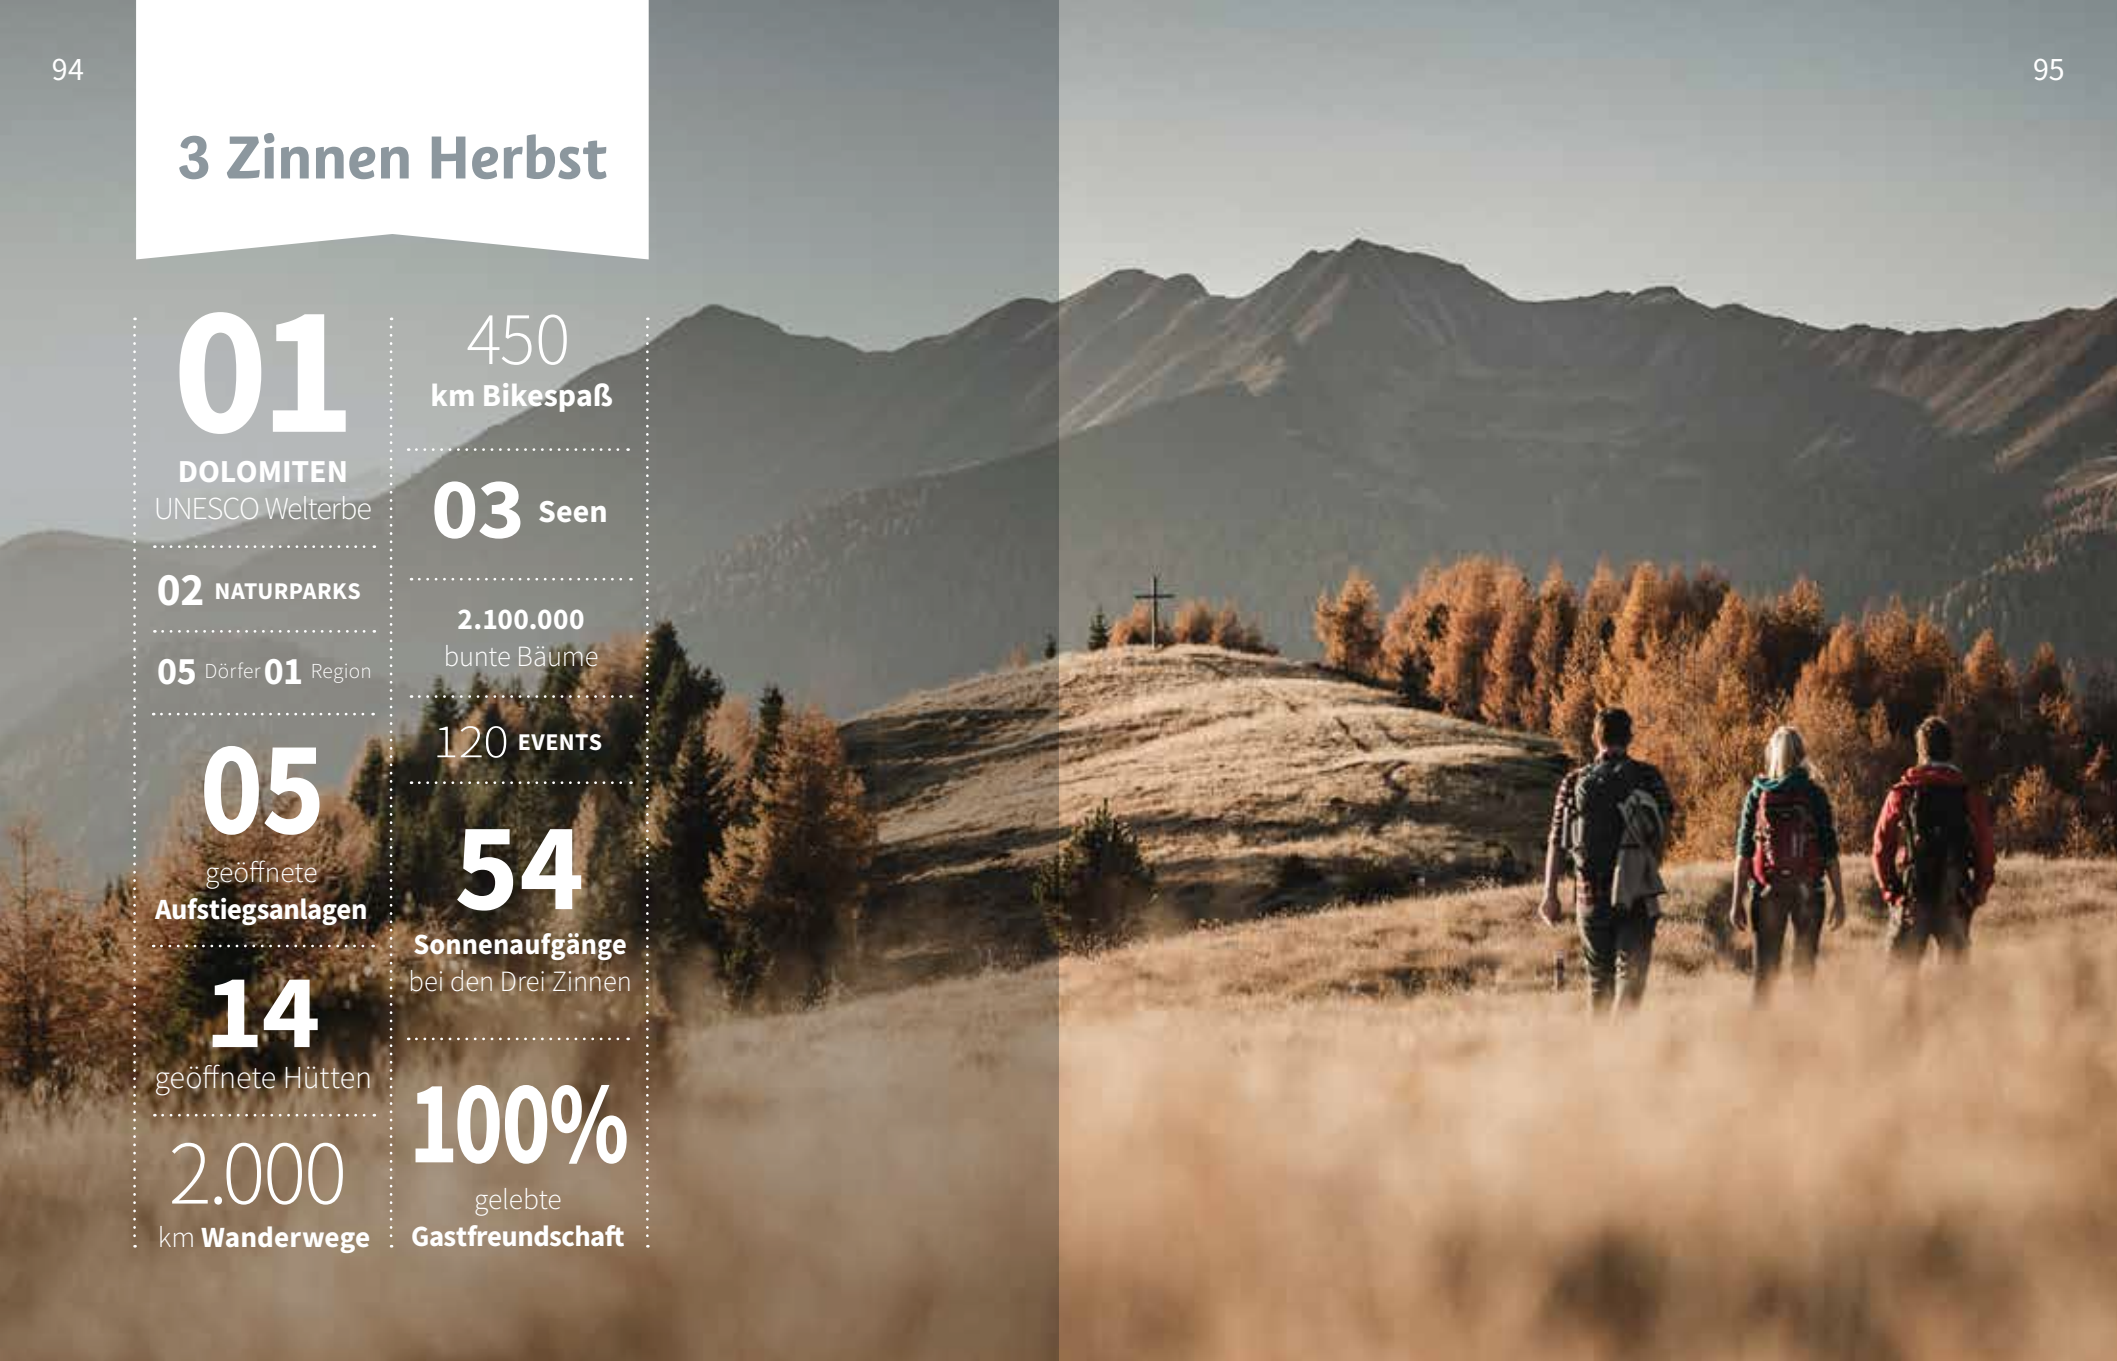 94
3 Zinnen Herbst
01
DOLOMITEN
UNESCO Welterbe
02 NATURPARKS
05 Dörfer 01 Region
05
geöffnete
Aufstiegsanlagen
14
geöffnete Hütten
2.000
km Wanderwege
450
km Bikespaß
03 Seen
2.100.000
bunte Bäume
120 EVENTS
54
Sonnenaufgänge
bei den Drei Zinnen
100%
gelebte
Gastfreundschaft
95